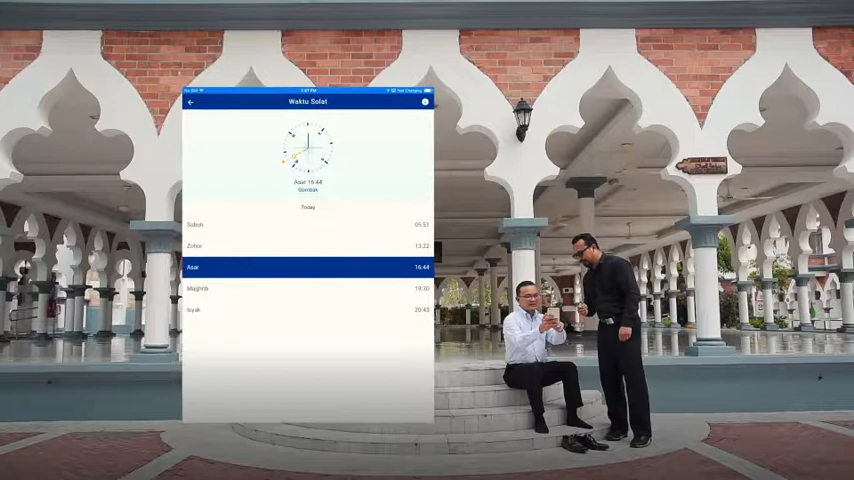 Waktu Solat
Asar 16:44
Gombak
Today
Subuh 05:51
Zohor 13:22
Asar 16:44
Maghrib 19:30
Isyak 20:43